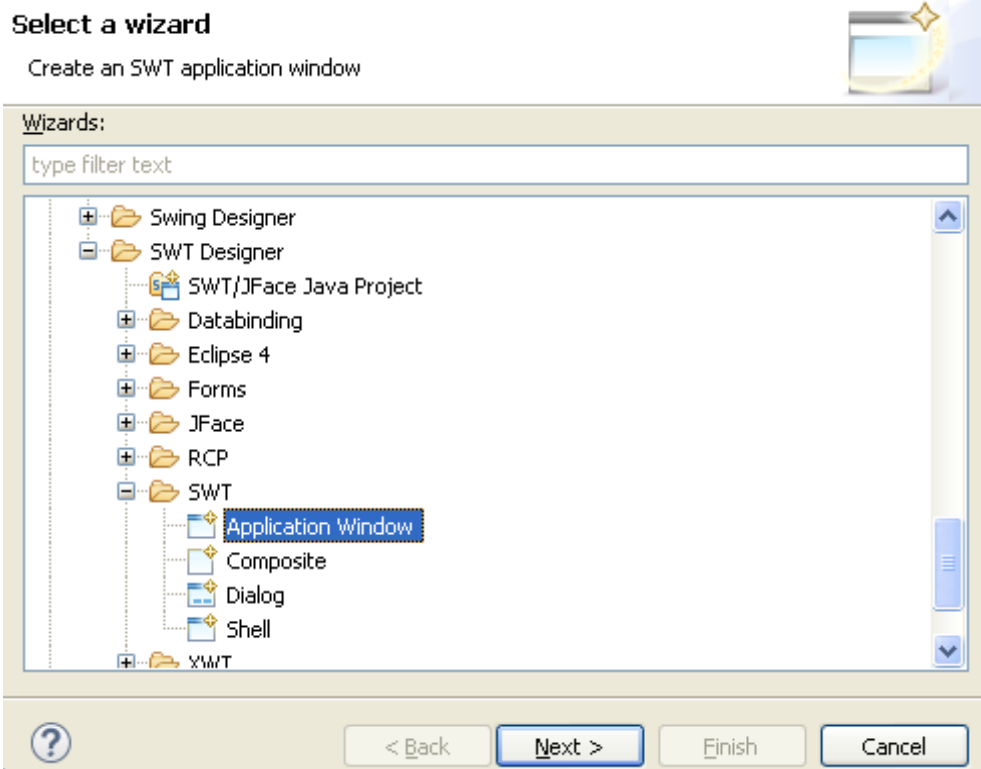 Select a wizard
Create an SWT application window
Wizards:
type filter text
Swing Designer
SWT Designer
SWT/JFace Java Project
Databinding
Eclipse 4
Forms
JFace
RCP
SWT
Application Window
Composite
Dialog
Shell
XWT
? < Back Next > Finish Cancel